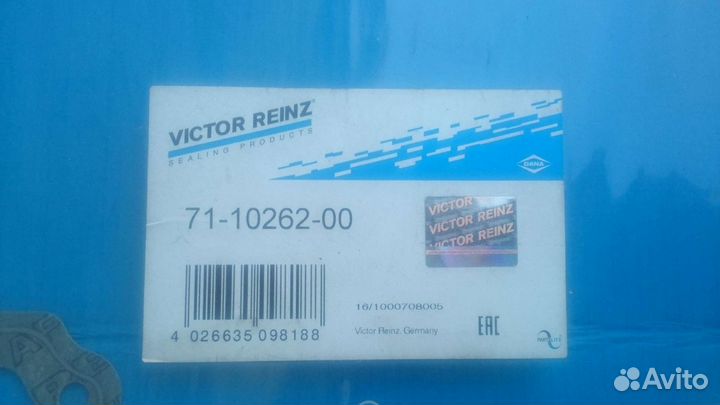 VICTOR REINZ®
SEALING PRODUCTS
DANA
71-10262-00
VICTOR
VICTOR REINZ
VICTOR REINZ
16/1000708005
4 026635 098188
Victor Reinz, Germany
EAC
Avito